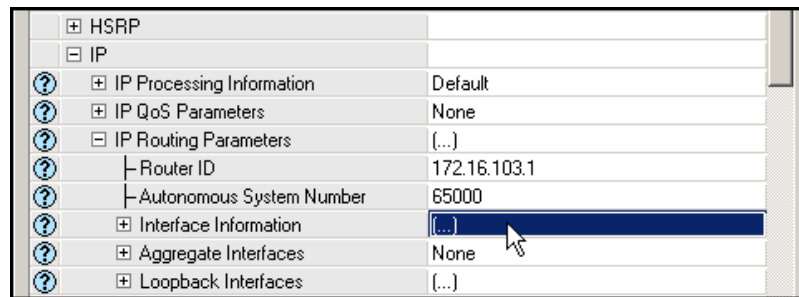 HSRP
IP
? IP Processing Information Default
? IP QoS Parameters None
? IP Routing Parameters (...)
? Router ID 172.16.103.1
? Autonomous System Number 65000
? Interface Information (...)
? Aggregate Interfaces None
? Loopback Interfaces (...)